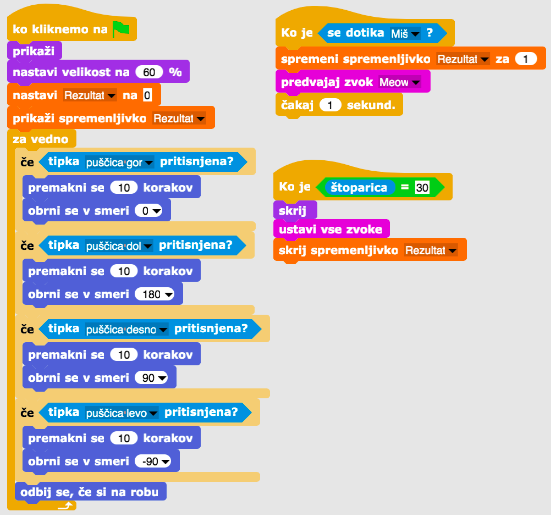 ko kliknemo na
prikaži
nastavi velikost na 60 %
nastavi Rezultat na 0
prikaži spremenljivko Rezultat
za vedno
če tipka puščica gor pritisnjena?
premakni se 10 korakov
obrni se v smeri 0
če tipka puščica dol pritisnjena?
premakni se 10 korakov
obrni se v smeri 180
če tipka puščica desno pritisnjena?
premakni se 10 korakov
obrni se v smeri 90
če tipka puščica levo pritisnjena?
premakni se 10 korakov
obrni se v smeri -90
odbij se, če si na robu
Ko je se dotika Miš ?
spremeni spremenljivko Rezultat za 1
predvajaj zvok Meow
čakaj 1 sekund.
Ko je štoparica = 30
skrij
ustavi vse zvoke
skrij spremenljivko Rezultat